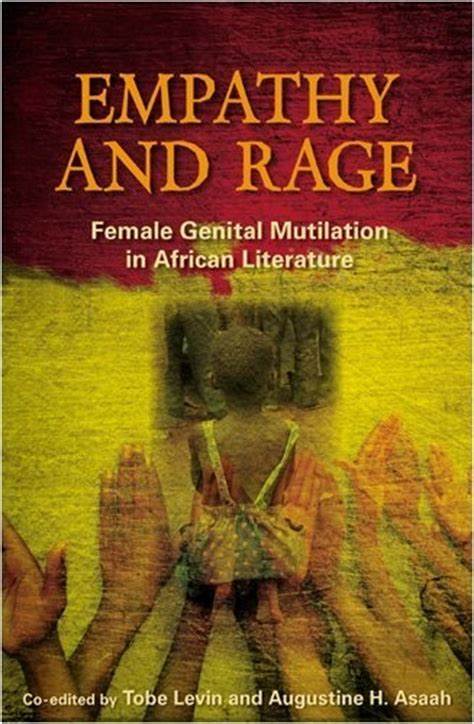 EMPATHY
AND RAGE
Female Genital Mutilation
in African Literature
Co-edited by Tobe Levin and Augustine H. Asaah